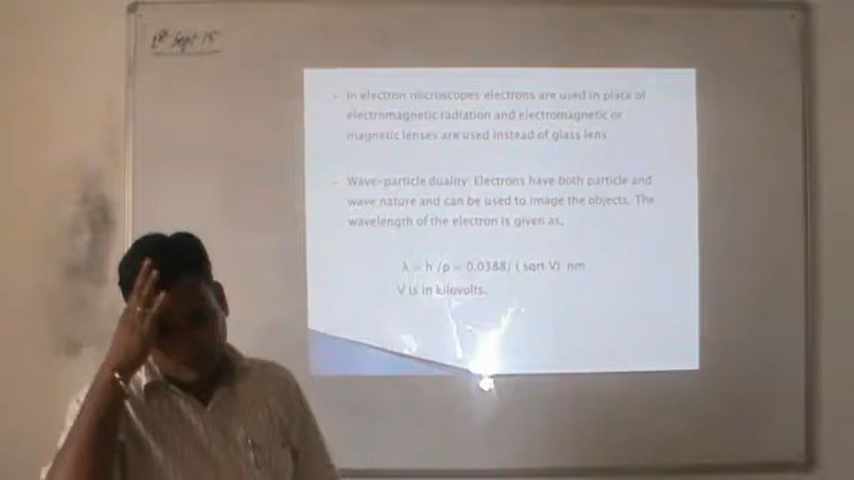 Sept 15
In electron microscopes electrons are used in place of
electromagnetic radiation and electromagnetic or
magnetic lenses are used instead of glass lens
Wave-particle duality: Electrons have both particle and
wave nature and can be used to image the objects. The
wavelength of the electron is given as,
λ = h /p = 0.0388/ ( sqrt V) nm
V is in kilovolts.